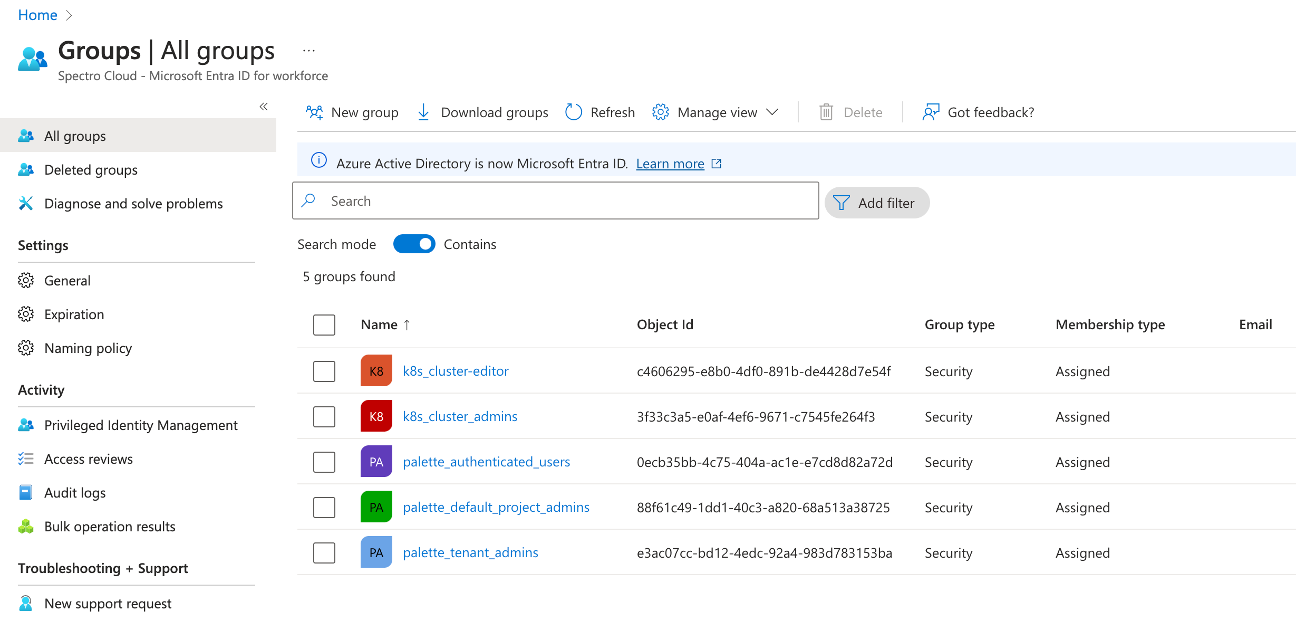 Home
Groups | All groups ...
Spectro Cloud - Microsoft Entra ID for workforce
«
All groups
Deleted groups
Diagnose and solve problems
Settings
General
Expiration
Naming policy
Activity
Privileged Identity Management
Access reviews
Audit logs
Bulk operation results
Troubleshooting + Support
New support request
New group Download groups Refresh Manage view Delete Got feedback?
Azure Active Directory is now Microsoft Entra ID. Learn more
Search Add filter
Search mode Contains
5 groups found
Name ↑ Object Id Group type Membership type Email
K8 k8s_cluster-editor c4606295-e8b0-4df0-891b-de4428d7e54f Security Assigned
K8 k8s_cluster_admins 3f33c3a5-e0af-4ef6-9671-c7545fe264f3 Security Assigned
PA palette_authenticated_users 0ecb35bb-4c75-404a-ac1e-e7cd8d82a72d Security Assigned
PA palette_default_project_admins 88f61c49-1dd1-40c3-a820-68a513a38725 Security Assigned
PA palette_tenant_admins e3ac07cc-bd12-4edc-92a4-983d783153ba Security Assigned